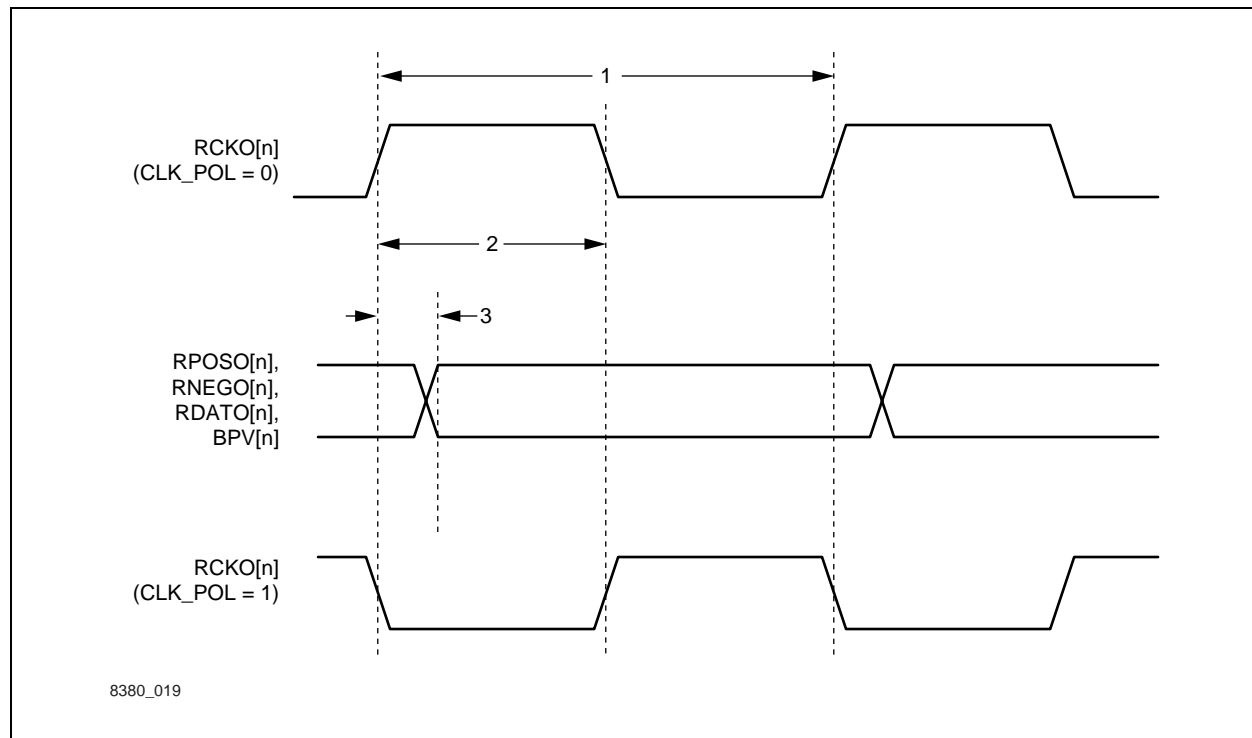 1
RCKO[n]
(CLK_POL = 0)
2
3
RPOSO[n],
RNEGO[n],
RDATO[n],
BPV[n]
RCKO[n]
(CLK_POL = 1)
8380_019